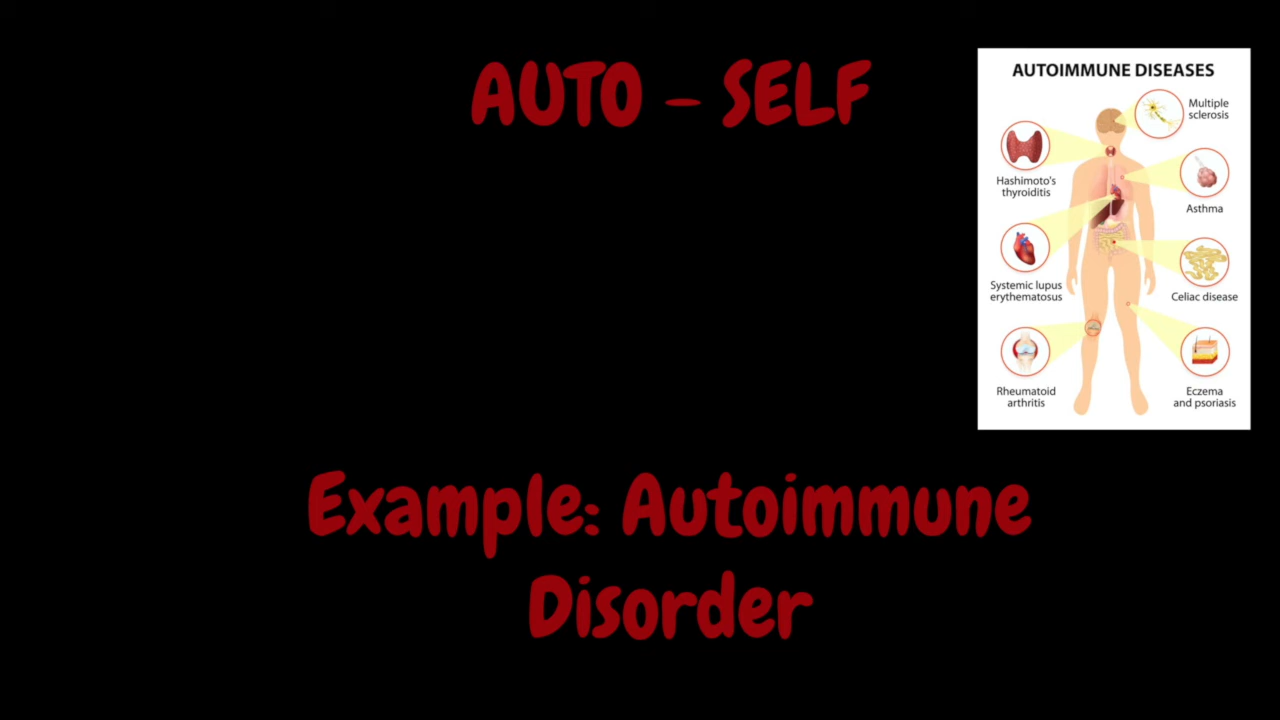 AUTO - SELF
AUTOIMMUNE DISEASES
Multiple
sclerosis
Hashimoto's
thyroiditis
Asthma
Systemic lupus
erythematosus
Celiac disease
Rheumatoid
arthritis
Eczema
and psoriasis
Example: Autoimmune
Disorder